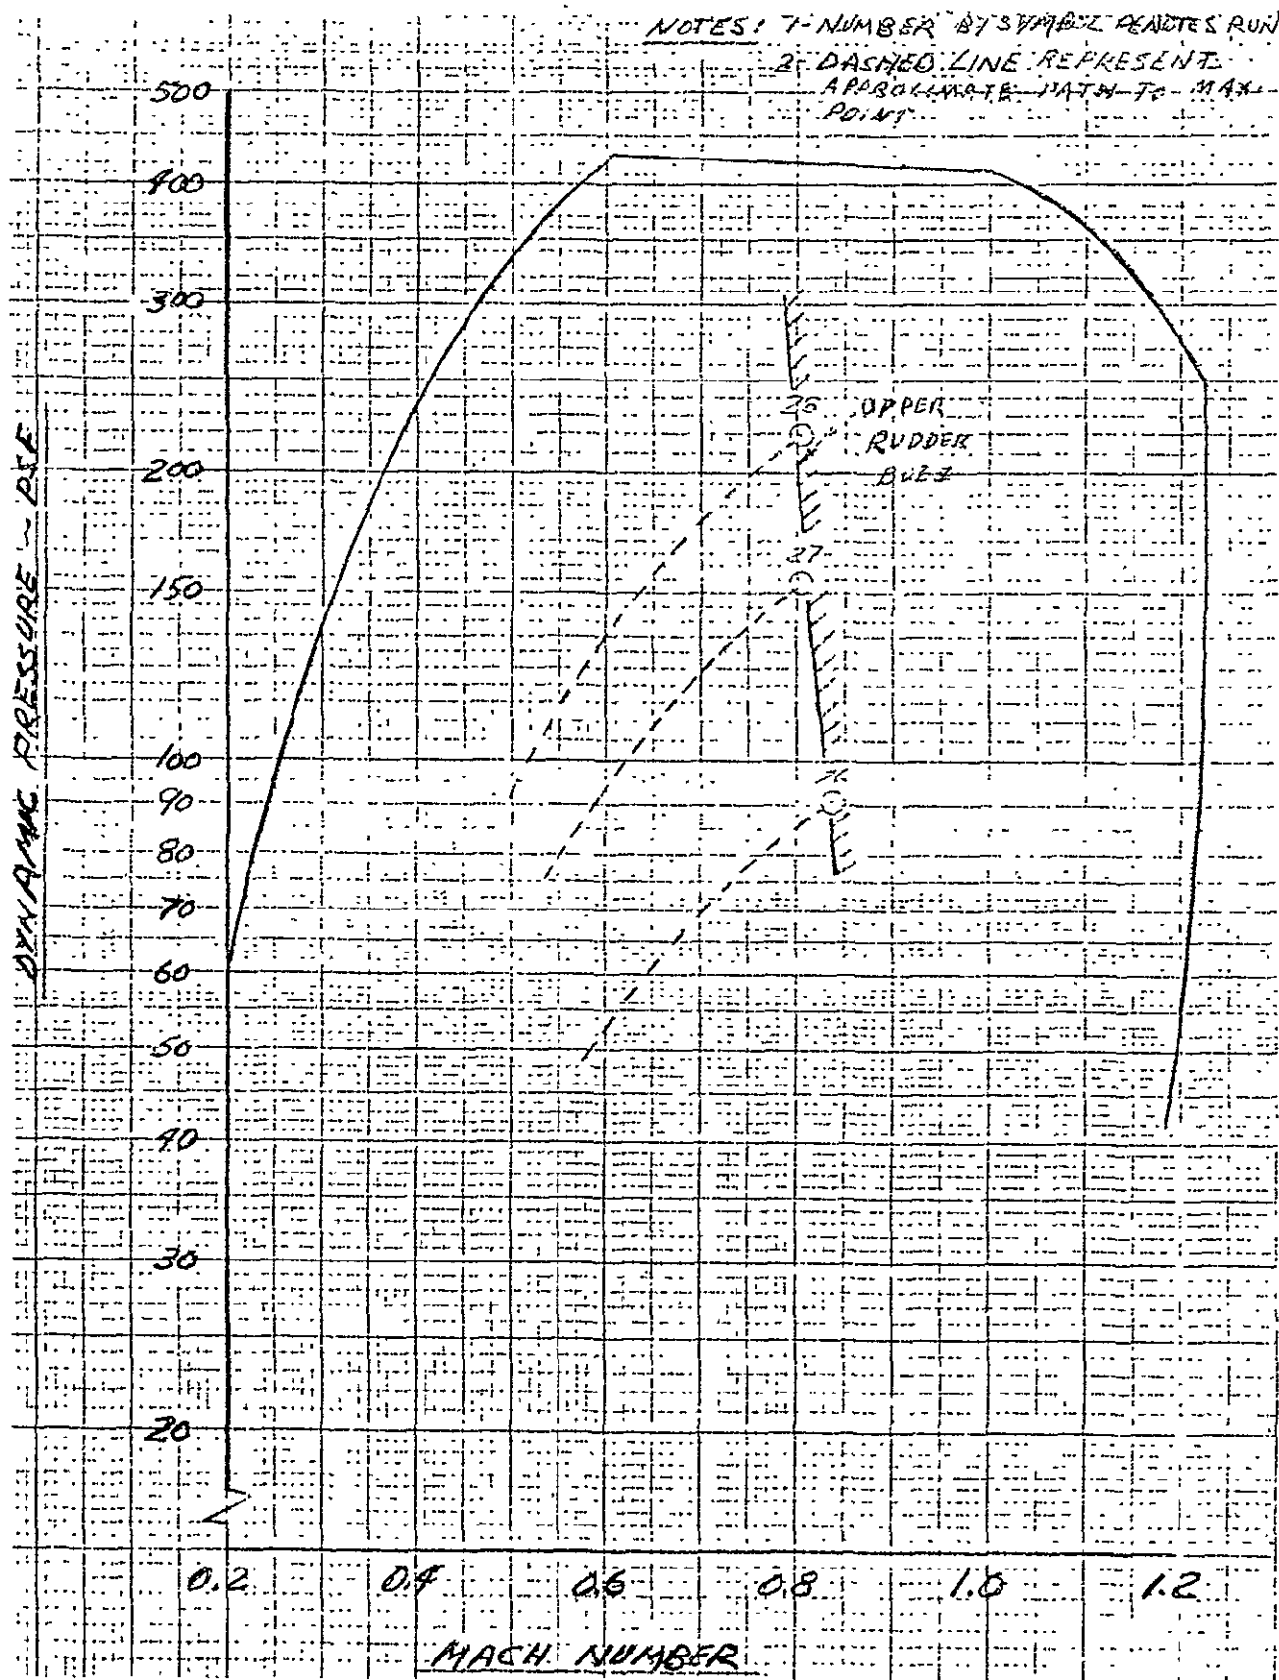 NOTES: 1- NUMBER BY SYMBOL DENOTES RUN
2- DASHED LINE REPRESENT
APPROXIMATE PATH TO MAX
POINT
500
400
300
200
150
100
90
80
70
60
50
40
30
20
DYNAMIC PRESSURE ~ PSF
UPPER
RUDDER
BUZZ
27
26
0.2 0.4 0.6 0.8 1.0 1.2
MACH NUMBER